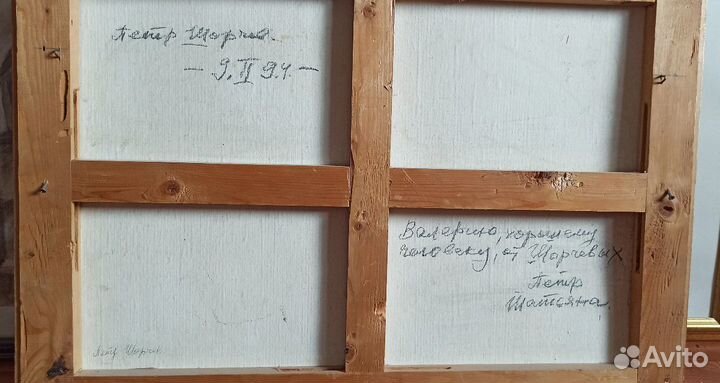 Петр Шорчев.
— 9.II 94. —
Валерию, хорошему
человеку, от Шорчевых
Петр
Татьяна.
Петр Шорчев
Avito